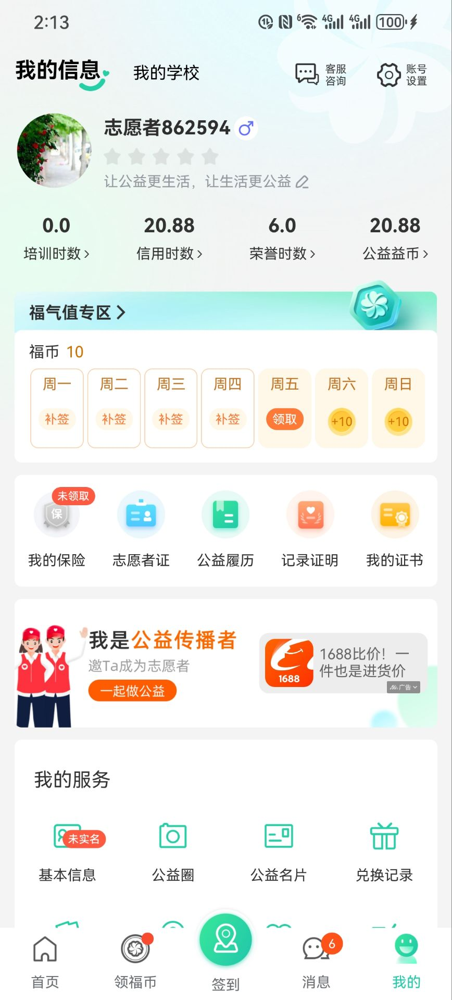 2:13
6
4G
4G
100
我的信息
我的学校
客服
咨询
账号
设置
志愿者862594
让公益更生活，让生活更公益
0.0
20.88
6.0
20.88
培训时数
信用时数
荣誉时数
公益益币
福气值专区
福币 10
周一
周二
周三
周四
周五
周六
周日
补签
补签
补签
补签
领取
+10
+10
未领取
保
我的保险
志愿者证
公益履历
记录证明
我的证书
我是公益传播者
邀Ta成为志愿者
一起做公益
1688
1688比价！一
件也是进货价
广告
我的服务
未实名
基本信息
公益圈
公益名片
兑换记录
6
首页
领福币
签到
消息
我的